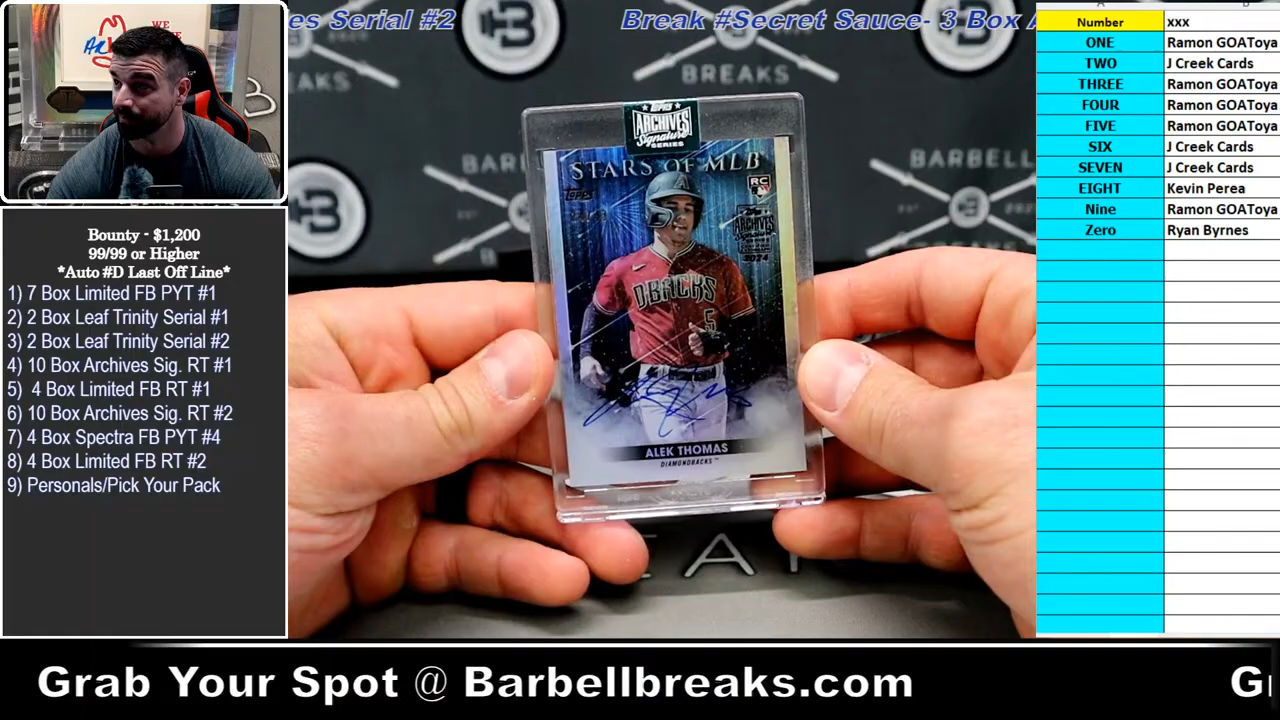 es Serial #2
Break #Secret Sauce- 3 Box A
WE
BREAKS
BARBELL
Bounty - $1,200
99/99 or Higher
*Auto #D Last Off Line*
1) 7 Box Limited FB PYT #1
2) 2 Box Leaf Trinity Serial #1
3) 2 Box Leaf Trinity Serial #2
4) 10 Box Archives Sig. RT #1
5) 4 Box Limited FB RT #1
6) 10 Box Archives Sig. RT #2
7) 4 Box Spectra FB PYT #4
8) 4 Box Limited FB RT #2
9) Personals/Pick Your Pack
TOPPS
ARCHIVES
Signature
SERIES
STARS OF MLB
TOPPS
RC
ARCHIVES
2024
DBACKS
5
ALEK THOMAS
DIAMONDBACKS™
Number xxx
ONE Ramon GOAToya
TWO J Creek Cards
THREE Ramon GOAToya
FOUR Ramon GOAToya
FIVE Ramon GOAToya
SIX J Creek Cards
SEVEN J Creek Cards
EIGHT Kevin Perea
Nine Ramon GOAToya
Zero Ryan Byrnes
Grab Your Spot @ Barbellbreaks.com